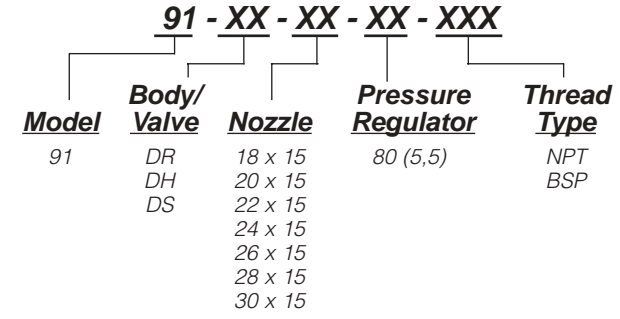 91 - XX - XX - XX - XXX
Model
Body/
Valve
Nozzle
Pressure
Regulator
Thread
Type
91
DR
DH
DS
18 x 15
20 x 15
22 x 15
24 x 15
26 x 15
28 x 15
30 x 15
80 (5,5)
NPT
BSP